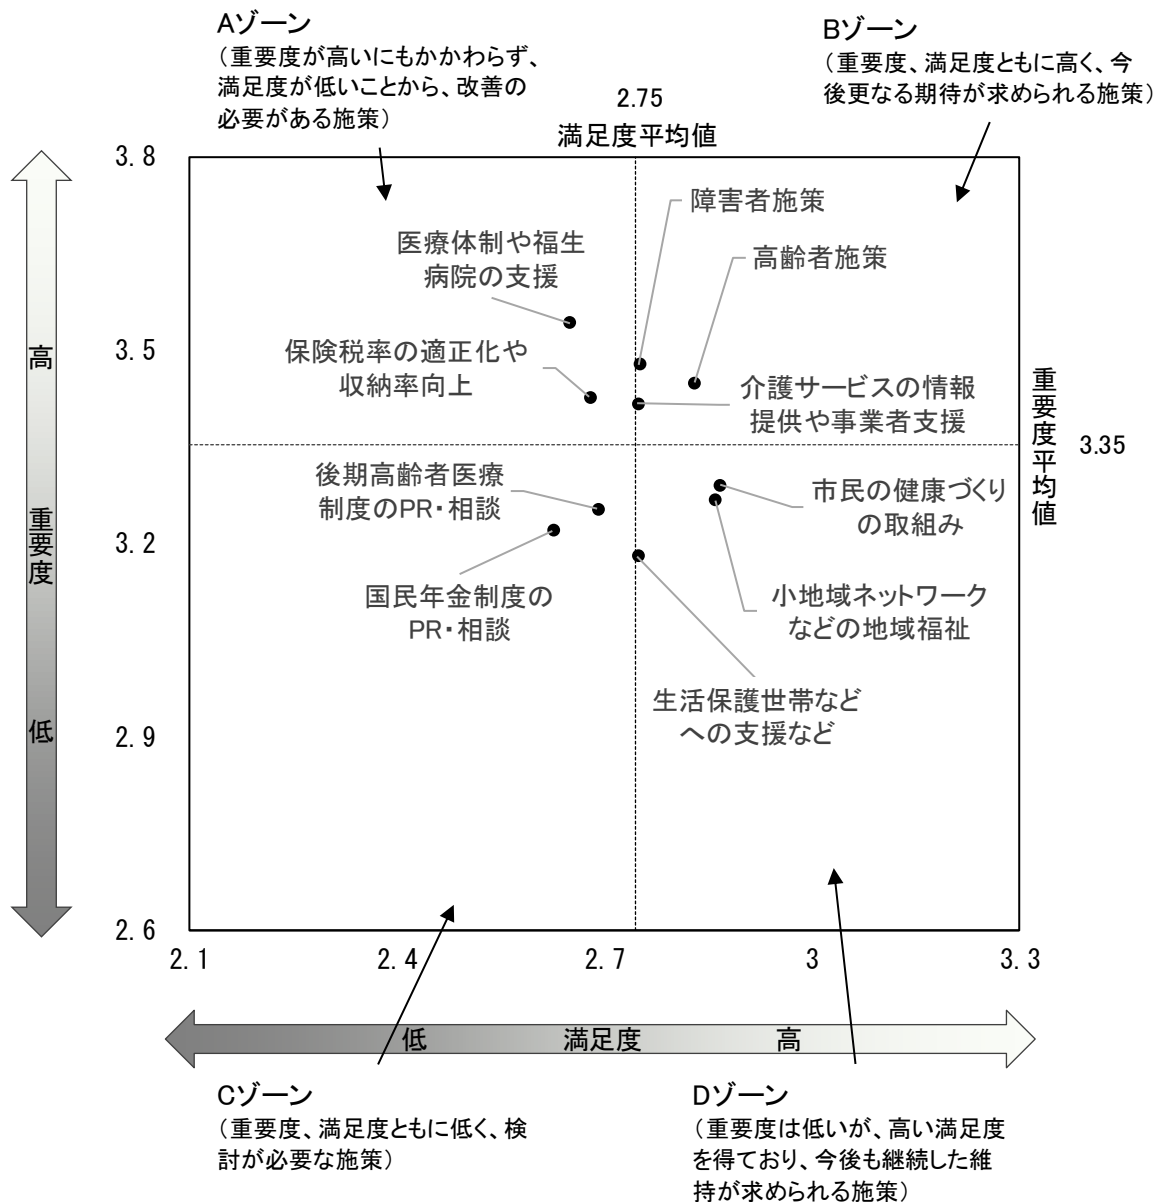 Aゾーン
（重要度が高いにもかかわらず、
満足度が低いことから、改善の
必要がある施策）
Bゾーン
（重要度、満足度ともに高く、今
後更なる期待が求められる施策）
2.75
満足度平均値
3.8
障害者施策
医療体制や福生
病院の支援
高齢者施策
3.5
高
保険税率の適正化や
収納率向上
介護サービスの情報
提供や事業者支援
重要度平均値
3.35
後期高齢者医療
制度のPR・相談
市民の健康づくり
の取組み
3.2
重要度
国民年金制度の
PR・相談
小地域ネットワーク
などの地域福祉
生活保護世帯など
への支援など
2.9
低
2.6
2.1
2.4
2.7
3
3.3
低
満足度
高
Cゾーン
（重要度、満足度ともに低く、検
討が必要な施策）
Dゾーン
（重要度は低いが、高い満足度
を得ており、今後も継続した維
持が求められる施策）